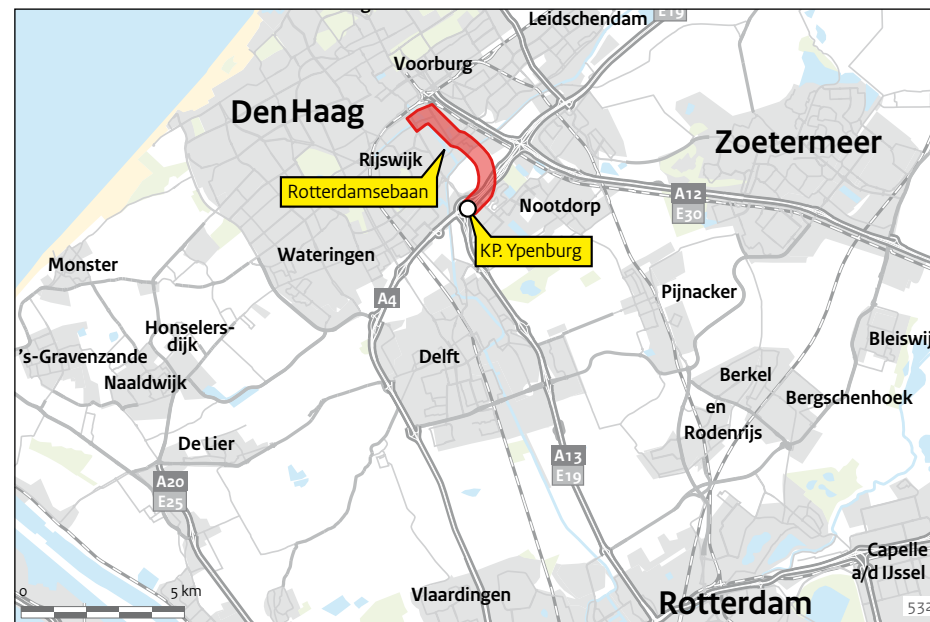 Leidschendam
E19
Voorburg
Den Haag
Zoetermeer
Rijswijk
Rotterdamsebaan
A12
E30
Nootdorp
KP. Ypenburg
Wateringen
Monster
A4
Pijnacker
Honselers-
dijk
Bleiswij
's-Gravenzande
Delft
Naaldwijk
Berkel
en
Rodenrijs
Bergschenhoek
De Lier
A13
E19
A20
E25
Capelle
a/d IJssel
0
5 km
Vlaardingen
Rotterdam
532